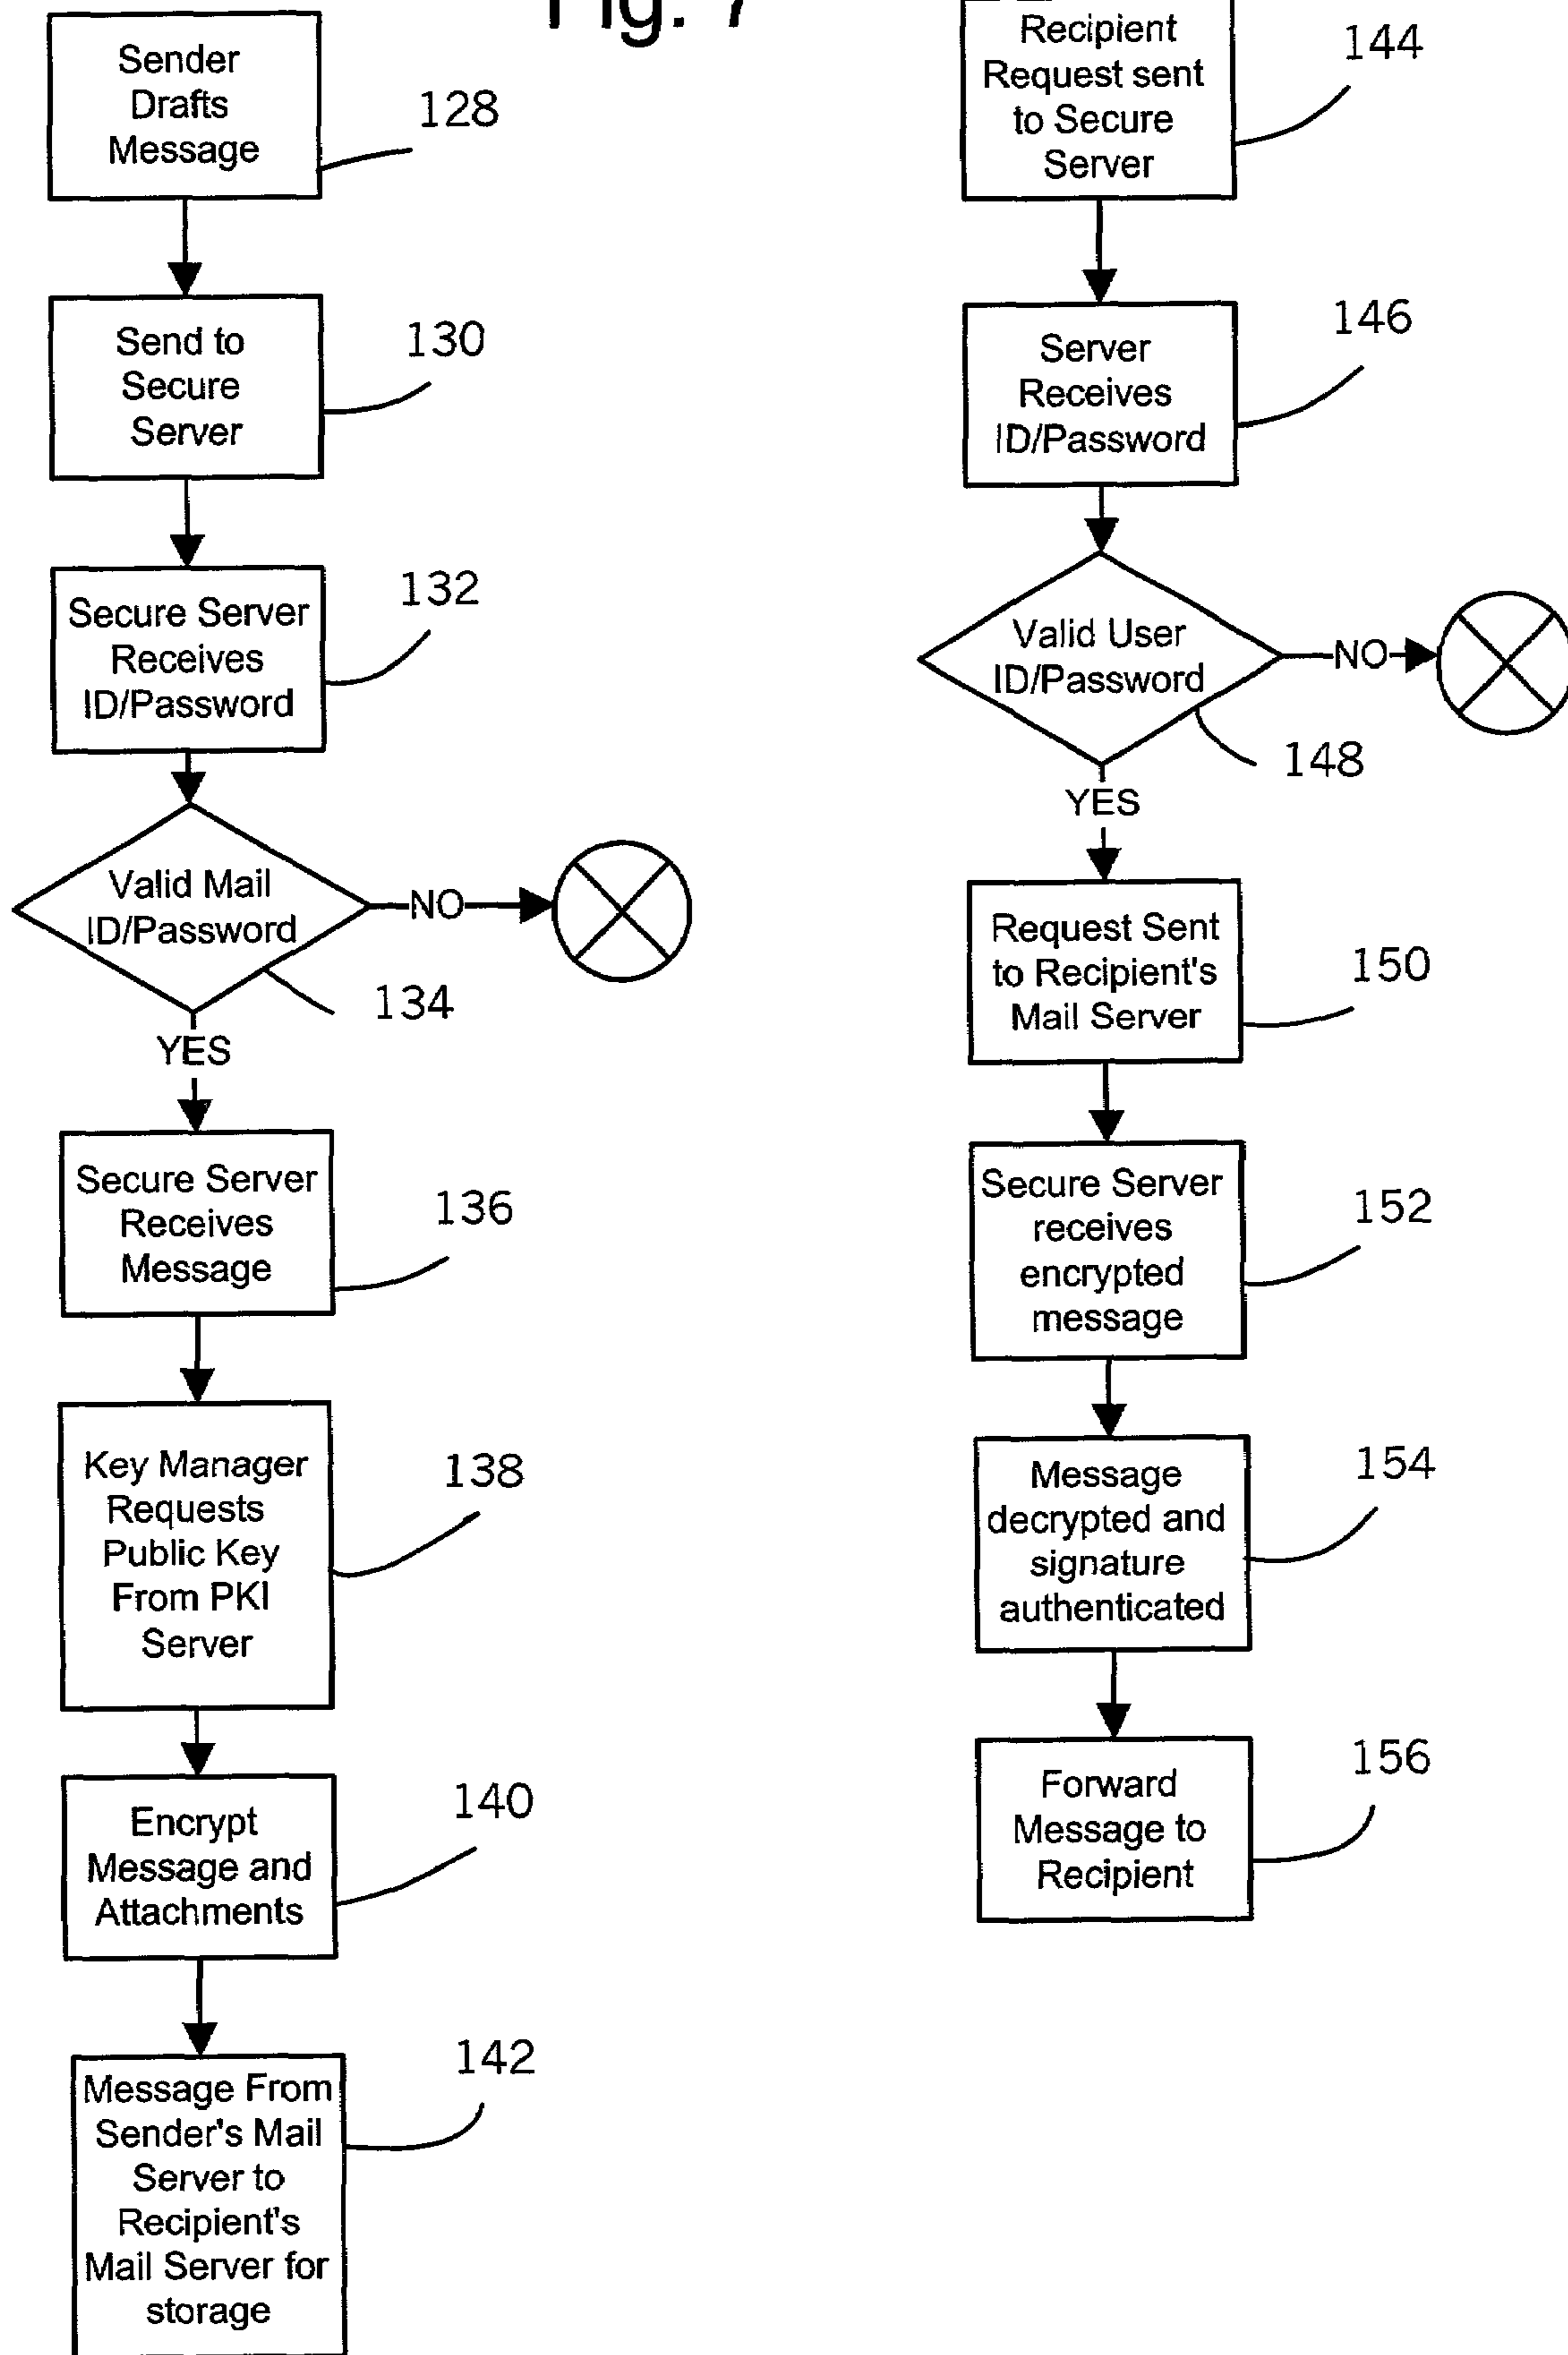 Fig. 7
Sender
Drafts
Message
128
Send to
Secure
Server
130
Secure Server
Receives
ID/Password
132
Valid Mail
ID/Password
NO
134
YES
Secure Server
Receives
Message
136
Key Manager
Requests
Public Key
From PKI
Server
138
Encrypt
Message and
Attachments
140
Message From
Sender's Mail
Server to
Recipient's
Mail Server for
storage
142
Recipient
Request sent
to Secure
Server
144
Server
Receives
ID/Password
146
Valid User
ID/Password
NO
148
YES
Request Sent
to Recipient's
Mail Server
150
Secure Server
receives
encrypted
message
152
Message
decrypted and
signature
authenticated
154
Forward
Message to
Recipient
156